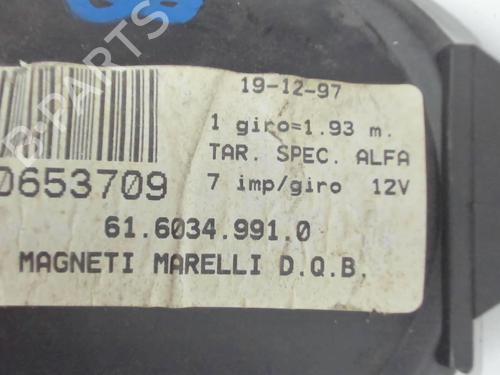 19-12-97
1 giro=1.93 m.
TAR. SPEC. ALFA
0653709 7 imp/giro 12V
61.6034.991.0
MAGNETI MARELLI D.Q.B.
B-PARTS